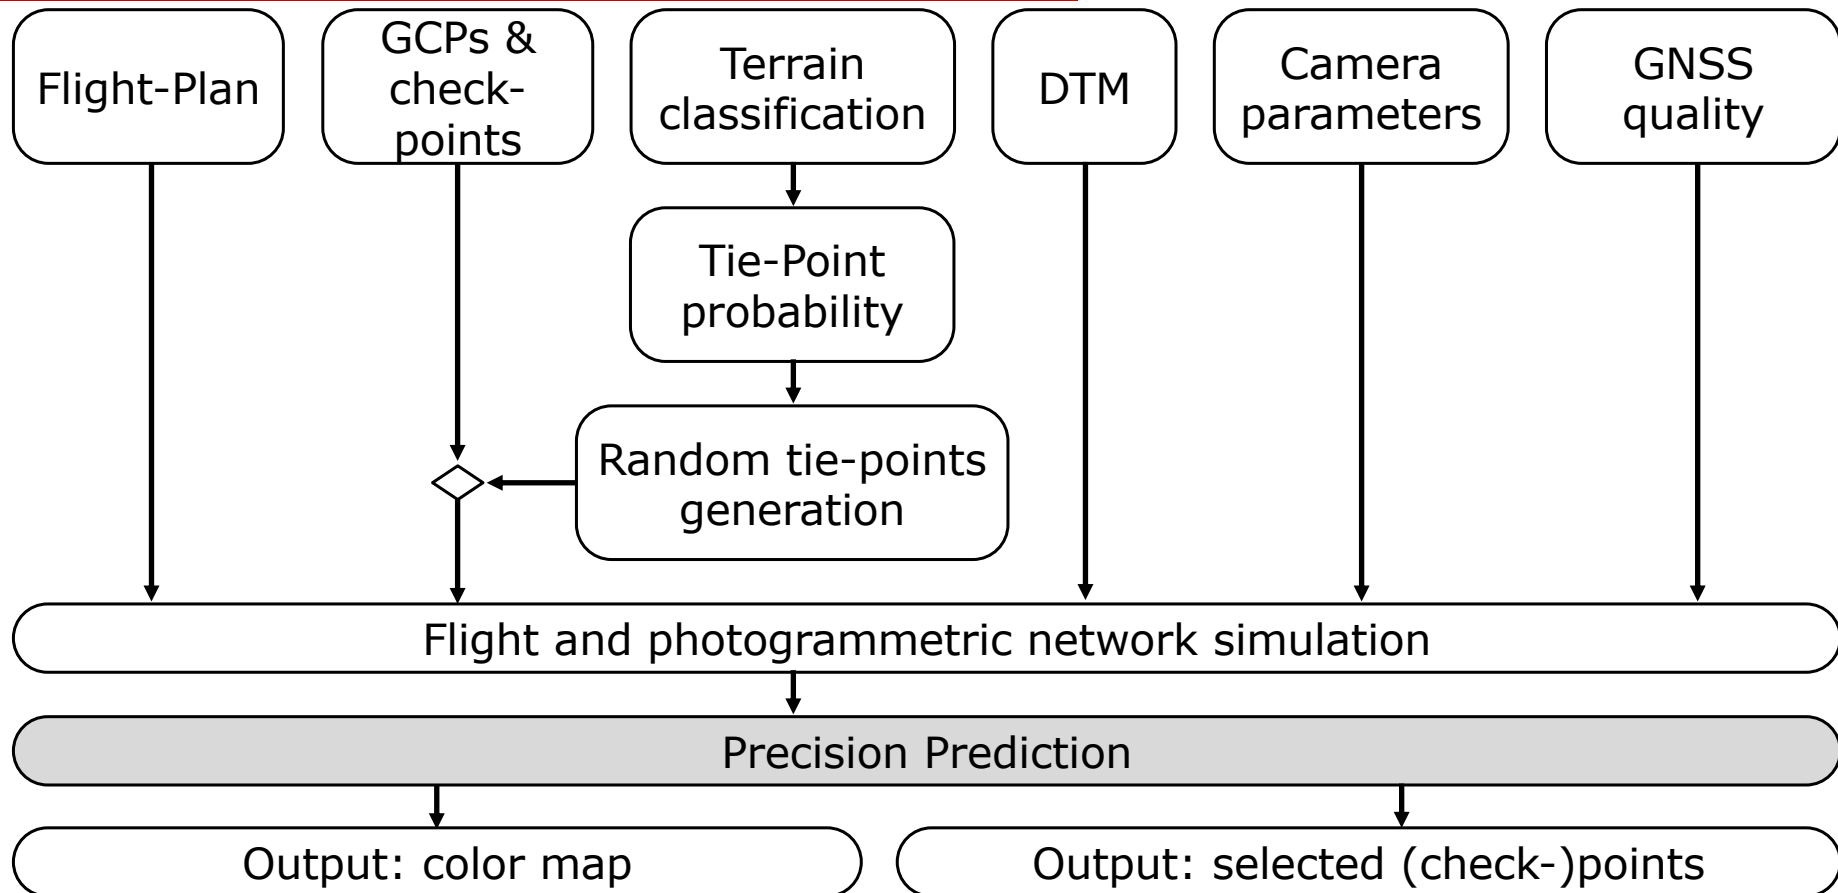 Flight-Plan
GCPs &
check-
points
Terrain
classification
DTM
Camera
parameters
GNSS
quality
Tie-Point
probability
Random tie-points
generation
Flight and photogrammetric network simulation
Precision Prediction
Output: color map
Output: selected (check-)points